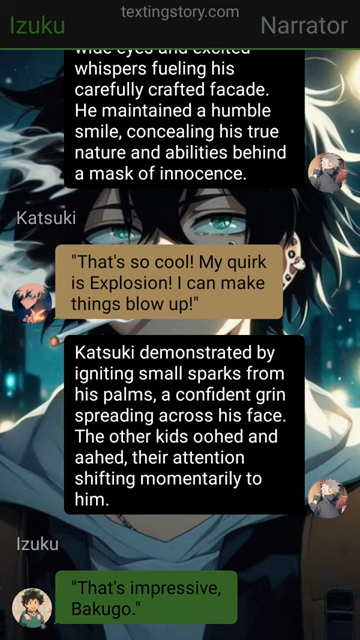 textingstory.com
Izuku
Narrator
wide eyes and excited
whispers fueling his
carefully crafted facade.
He maintained a humble
smile, concealing his true
nature and abilities behind
a mask of innocence.
Katsuki
"That's so cool! My quirk
is Explosion! I can make
things blow up!"
Katsuki demonstrated by
igniting small sparks from
his palms, a confident grin
spreading across his face.
The other kids oohed and
aahed, their attention
shifting momentarily to
him.
Izuku
"That's impressive,
Bakugo."